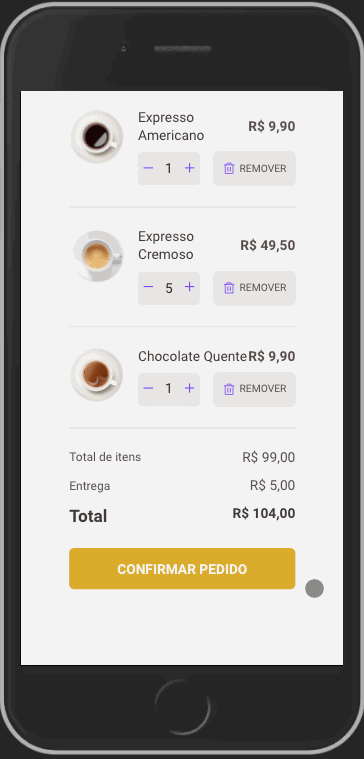 Expresso
Americano
R$ 9,90
− 1 +
REMOVER
Expresso
Cremoso
R$ 49,50
− 5 +
REMOVER
Chocolate Quente R$ 9,90
− 1 +
REMOVER
Total de itens R$ 99,00
Entrega R$ 5,00
Total R$ 104,00
CONFIRMAR PEDIDO